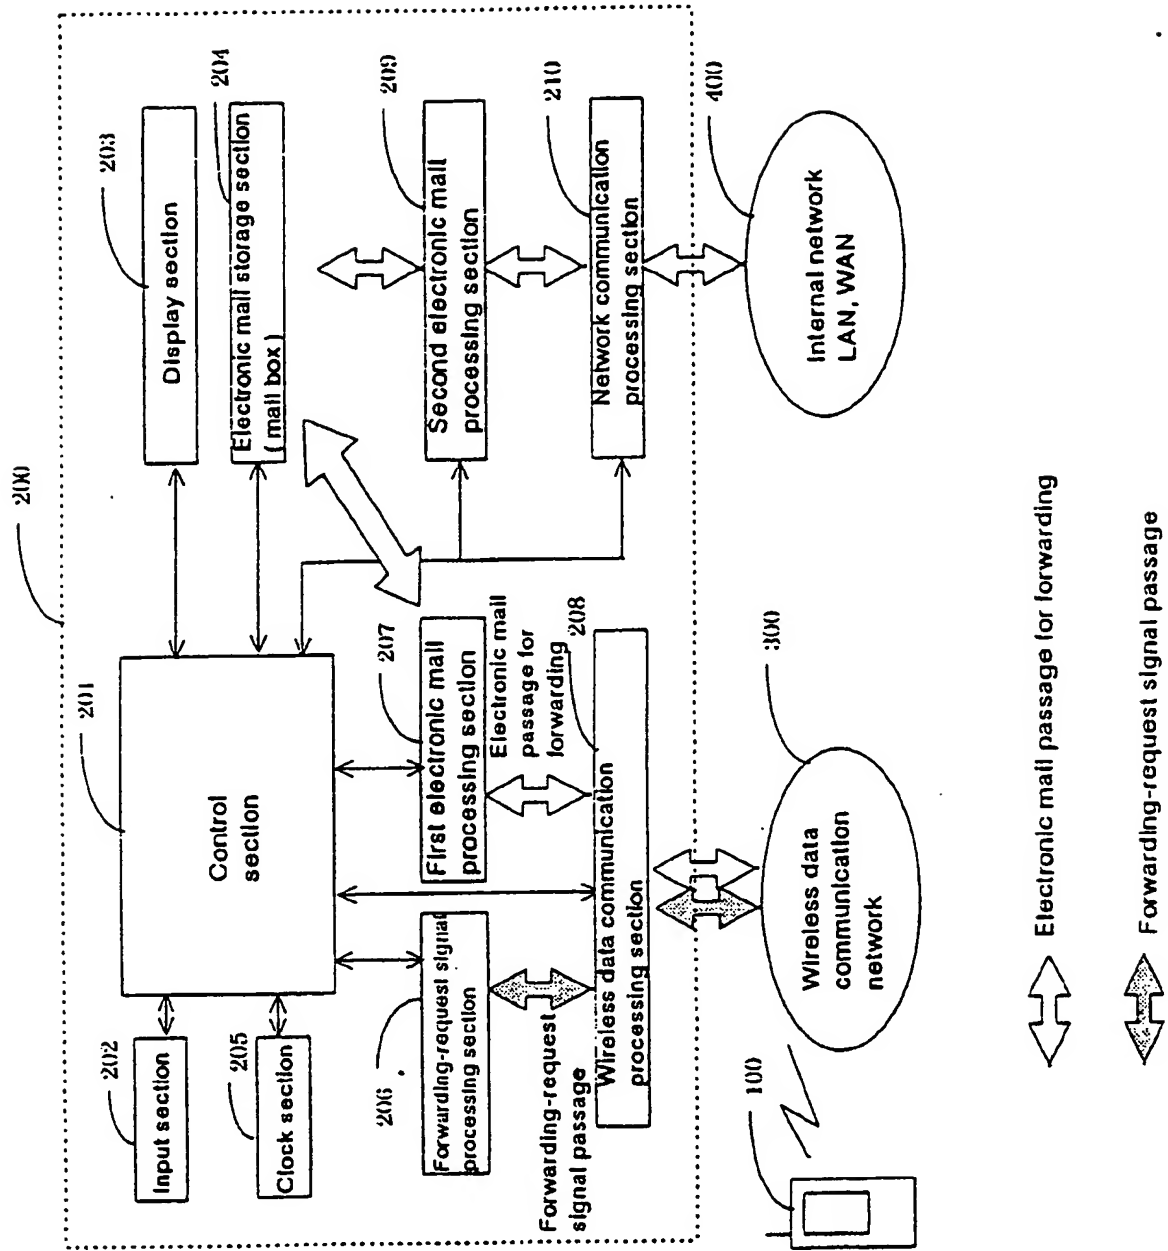 200
201
Control
section
202
Input section
205
Clock section
203
Display section
204
Electronic mail storage section
( mail box )
206
Forwarding-request signal
processing section
207
First electronic mail
processing section
209
Second electronic mail
processing section
Forwarding-request
signal passage
Electronic mail
passage for
forwarding
208
Wireless data communication
processing section
210
Network communication
processing section
100
300
Wireless data
communication
network
400
Internal network
LAN, WAN
Electronic mail passage for forwarding
Forwarding-request signal passage